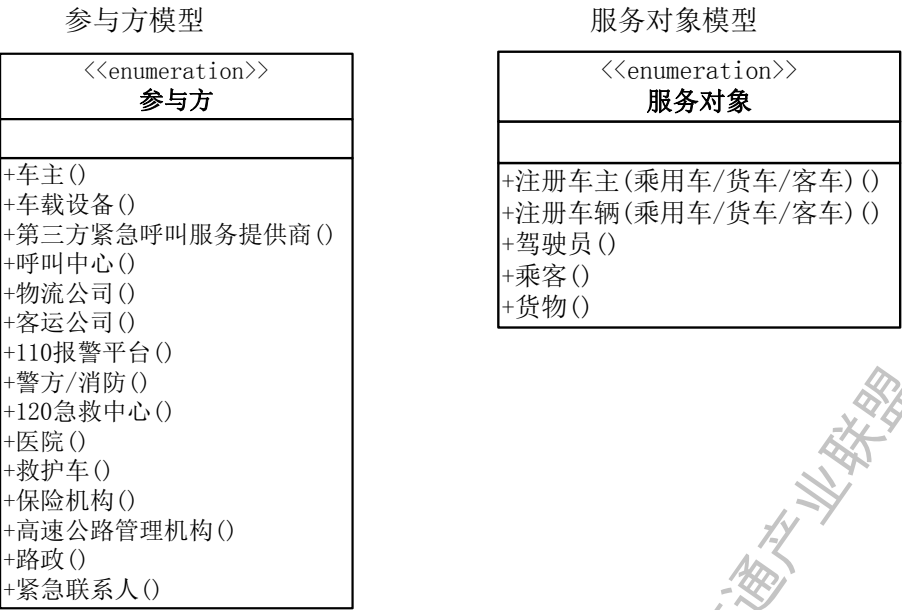 参与方模型
<<enumeration>>
参与方
+车主()
+车载设备()
+第三方紧急呼叫服务提供商()
+呼叫中心()
+物流公司()
+客运公司()
+110报警平台()
+警方/消防()
+120急救中心()
+医院()
+救护车()
+保险机构()
+高速公路管理机构()
+路政()
+紧急联系人()
服务对象模型
<<enumeration>>
服务对象
+注册车主(乘用车/货车/客车)()
+注册车辆(乘用车/货车/客车)()
+驾驶员()
+乘客()
+货物()
通产业联盟